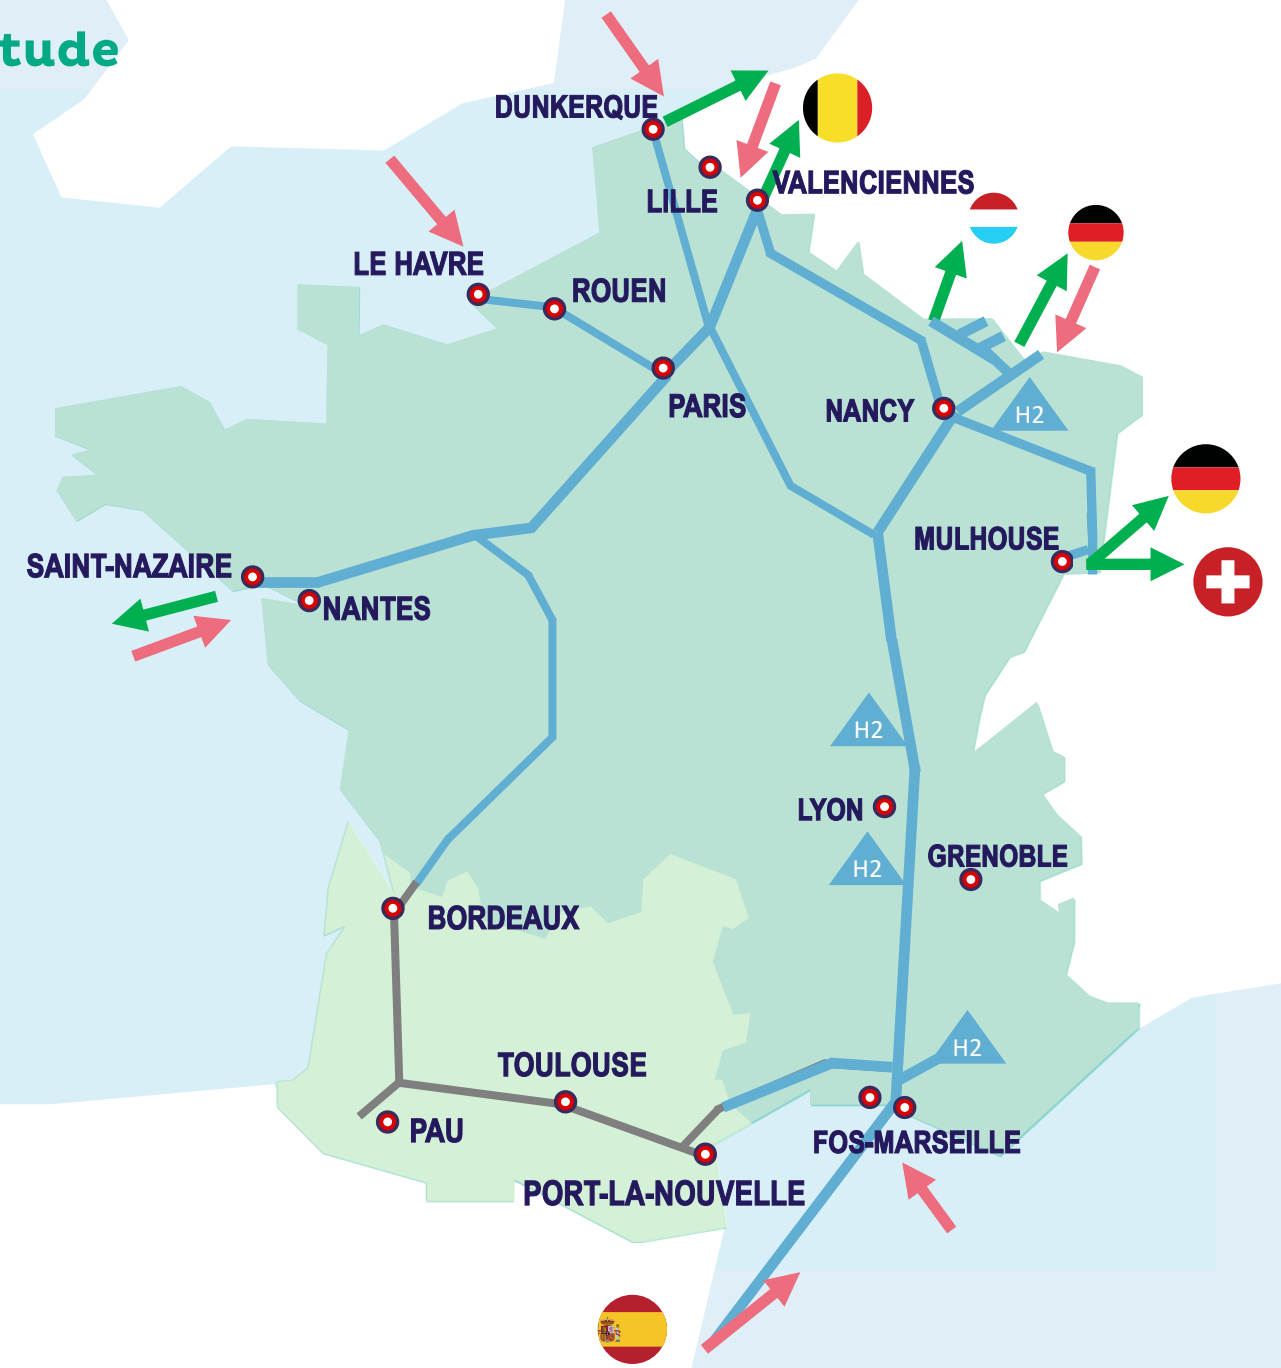 tude
DUNKERQUE
LILLE
VALENCIENNES
LE HAVRE
ROUEN
PARIS
NANCY
H2
MULHOUSE
SAINT-NAZAIRE
NANTES
H2
LYON
H2
GRENOBLE
BORDEAUX
H2
TOULOUSE
PAU
FOS-MARSEILLE
PORT-LA-NOUVELLE